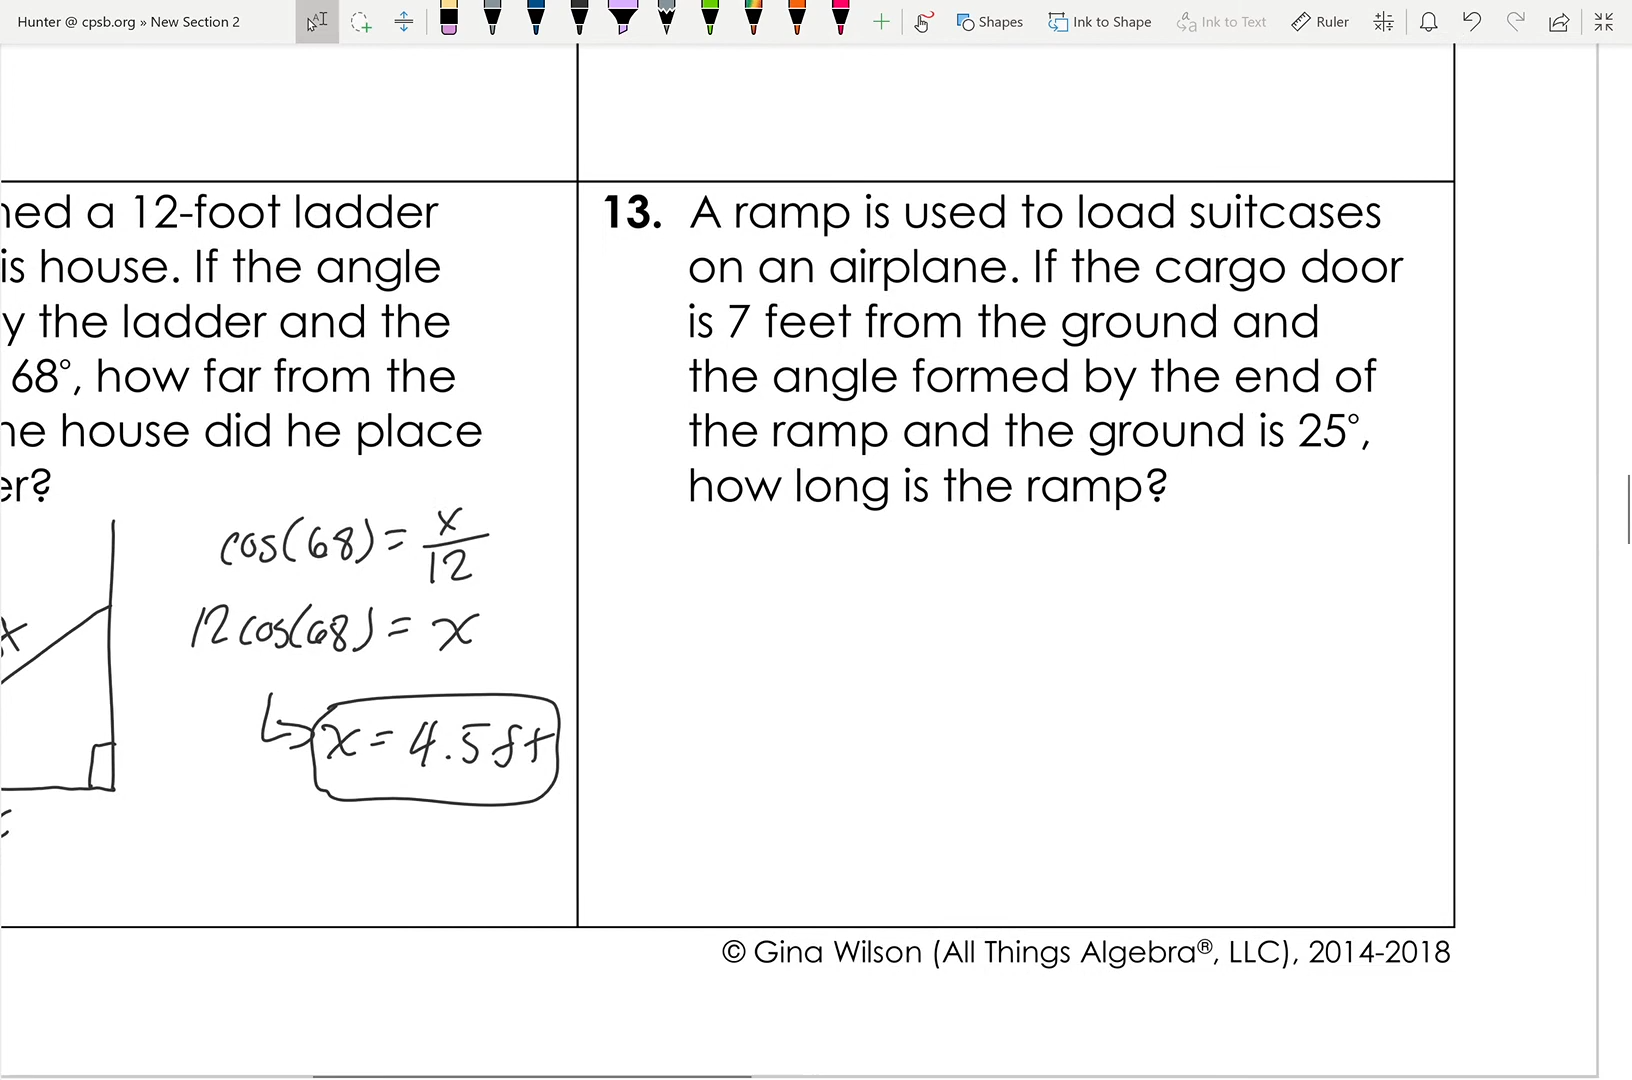 Hunter @ cpsb.org » New Section 2
Shapes
Ink to Shape
Ink to Text
Ruler
ned a 12-foot ladder
is house. If the angle
y the ladder and the
68°, how far from the
he house did he place
er?
cos(68) = x/12
12cos(68) = x
x = 4.5 ft
13. A ramp is used to load suitcases
on an airplane. If the cargo door
is 7 feet from the ground and
the angle formed by the end of
the ramp and the ground is 25°,
how long is the ramp?
© Gina Wilson (All Things Algebra®, LLC), 2014-2018